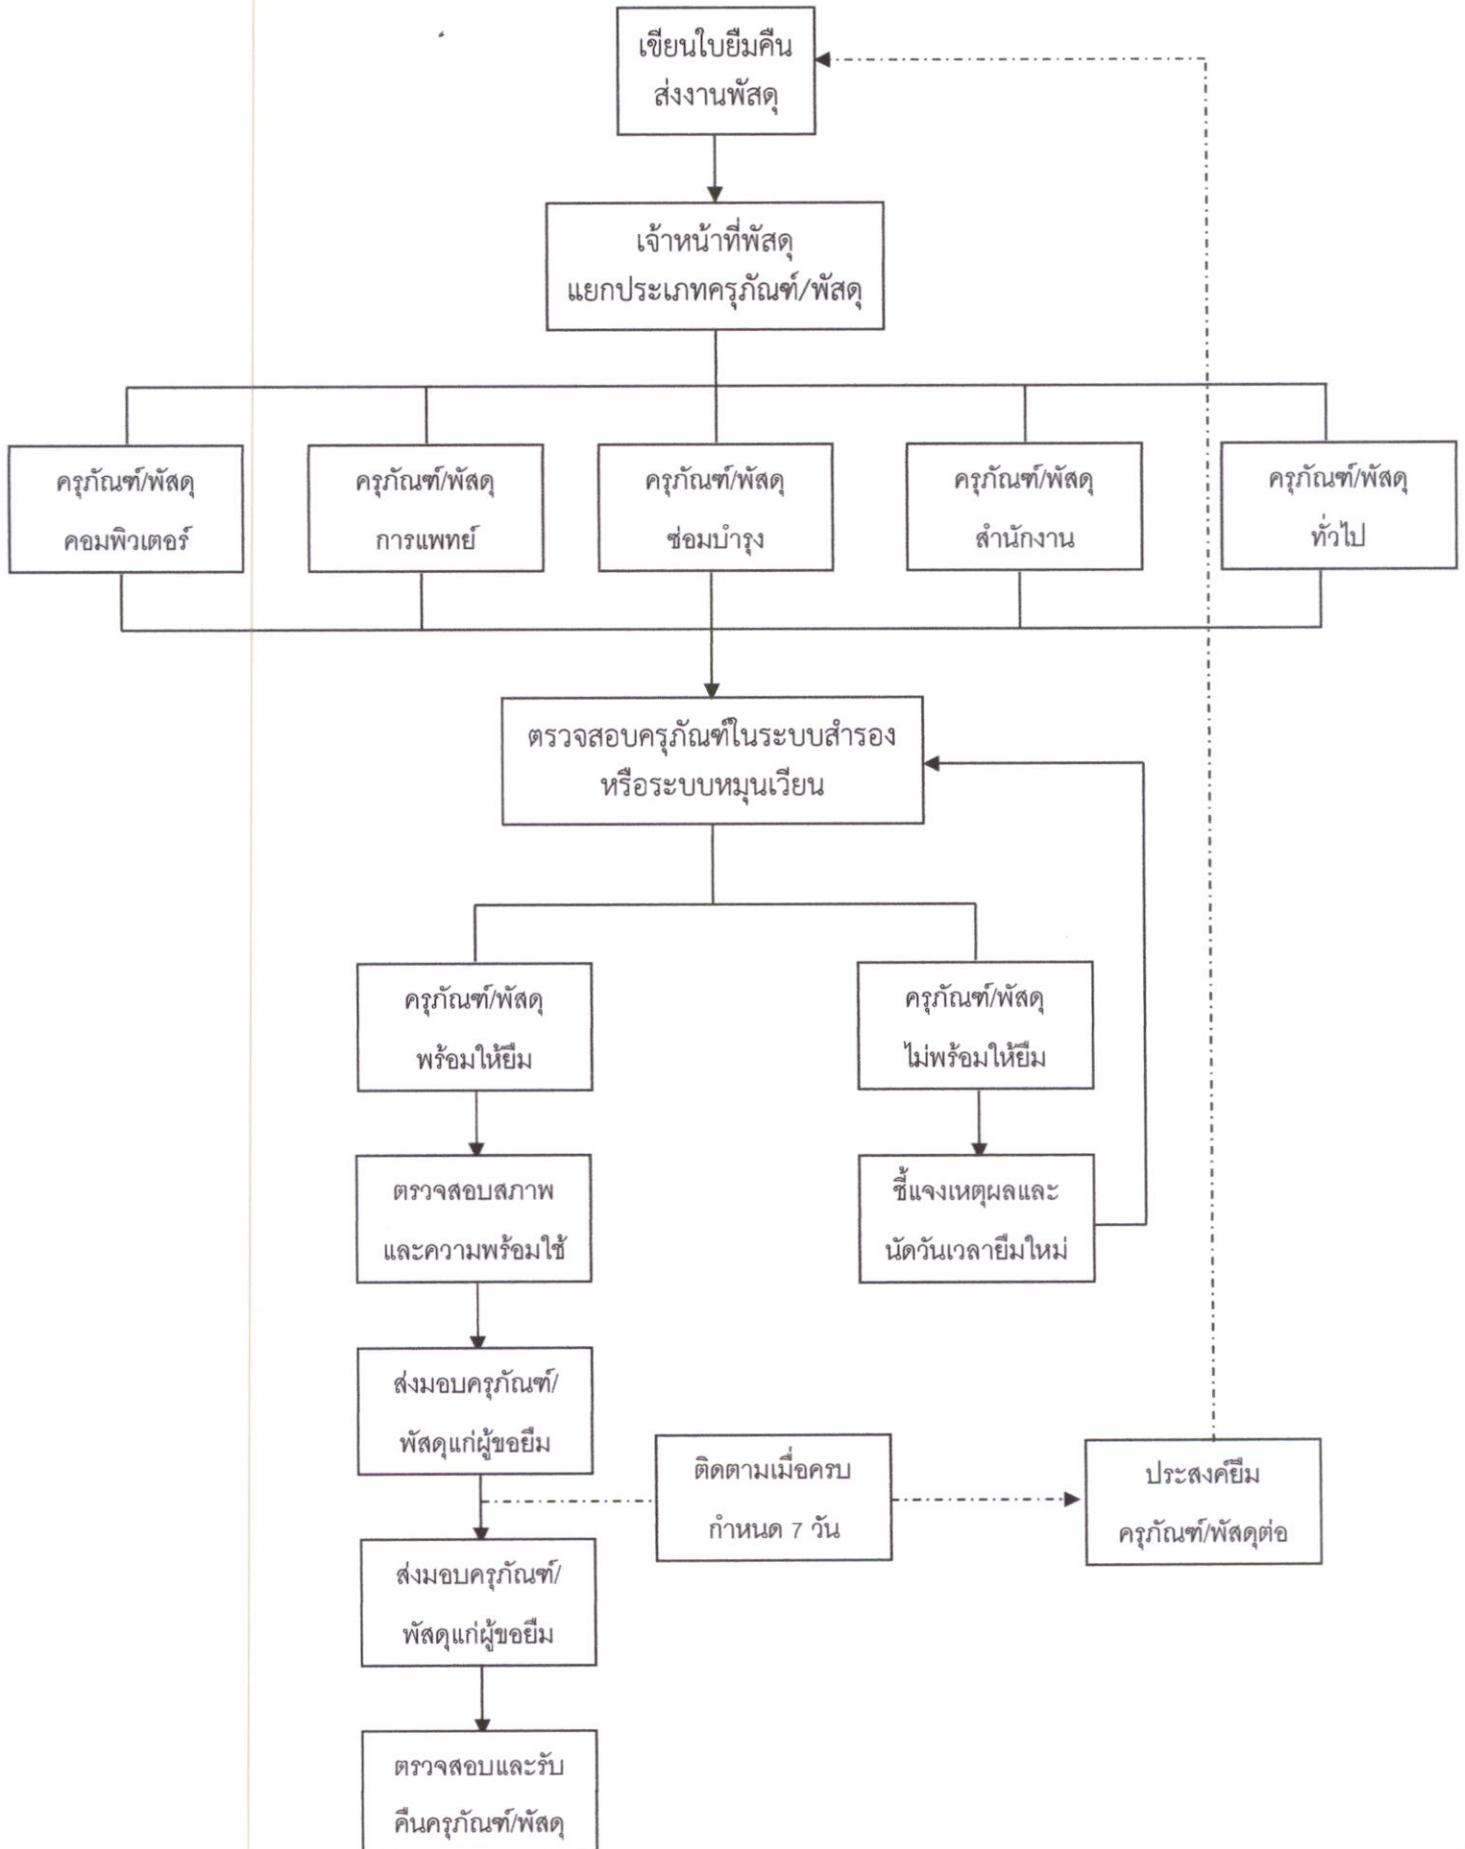 เขียนใบยืมคืน
ส่งงานพัสดุ
เจ้าหน้าที่พัสดุ
แยกประเภทครุภัณฑ์/พัสดุ
ครุภัณฑ์/พัสดุ
คอมพิวเตอร์
ครุภัณฑ์/พัสดุ
การแพทย์
ครุภัณฑ์/พัสดุ
ซ่อมบำรุง
ครุภัณฑ์/พัสดุ
สำนักงาน
ครุภัณฑ์/พัสดุ
ทั่วไป
ตรวจสอบครุภัณฑ์ในระบบสำรอง
หรือระบบหมุนเวียน
ครุภัณฑ์/พัสดุ
พร้อมให้ยืม
ครุภัณฑ์/พัสดุ
ไม่พร้อมให้ยืม
ตรวจสอบสภาพ
และความพร้อมใช้
ชี้แจงเหตุผลและ
นัดวันเวลายืมใหม่
ส่งมอบครุภัณฑ์/
พัสดุแก่ผู้ขอยืม
ติดตามเมื่อครบ
กำหนด 7 วัน
ประสงค์ยืม
ครุภัณฑ์/พัสดุต่อ
ส่งมอบครุภัณฑ์/
พัสดุแก่ผู้ขอยืม
ตรวจสอบและรับ
คืนครุภัณฑ์/พัสดุ